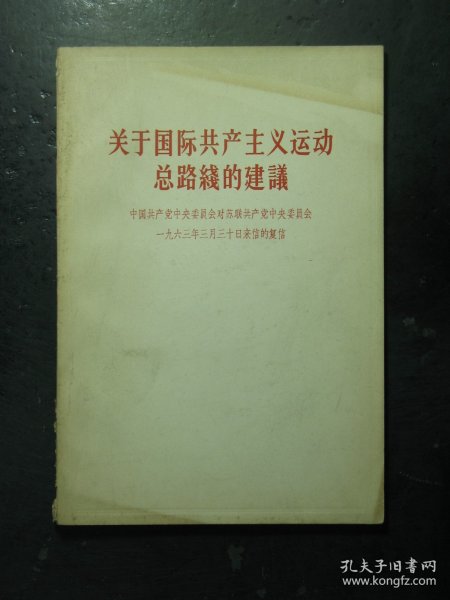 关于国际共产主义运动
总路綫的建議
中国共产党中央委员会对苏联共产党中央委员会
一九六三年三月三十日来信的复信
孔夫子旧书网
www.kongfz.com